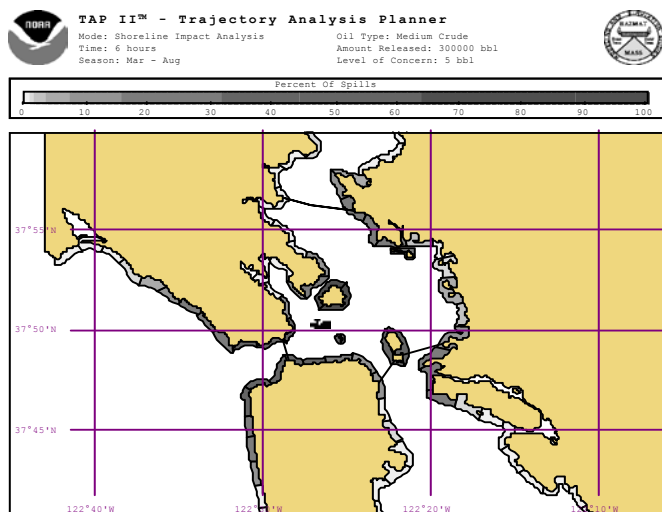 NOAA
TAP II™ - Trajectory Analysis Planner
Mode: Shoreline Impact Analysis
Oil Type: Medium Crude
Time: 6 hours
Amount Released: 300000 bbl
Season: Mar - Aug
Level of Concern: 5 bbl
HAZMAT
MASS
Percent Of Spills
0 10 20 30 40 50 60 70 80 90 100
37°55'N
37°50'N
37°45'N
122°40'W 122°20'W